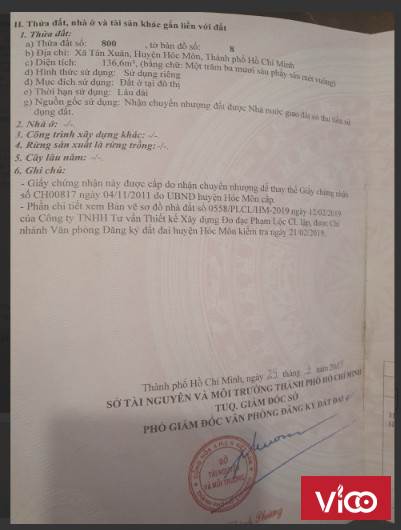 II. Thửa đất, nhà ở và tài sản khác gắn liền với đất
1. Thửa đất:
a) Thửa đất số: 800 , tờ bản đồ số: 8
b) Địa chỉ: Xã Tân Xuân, Huyện Hóc Môn, Thành phố Hồ Chí Minh
c) Diện tích: 136,6m², (bằng chữ: Một trăm ba mươi sáu phẩy sáu mét vuông)
d) Hình thức sử dụng: Sử dụng riêng
đ) Mục đích sử dụng: Đất ở tại đô thị
e) Thời hạn sử dụng: Lâu dài
g) Nguồn gốc sử dụng: Nhận chuyển nhượng đất được Nhà nước giao đất có thu tiền sử
dụng đất.
2. Nhà ở: -/-
3. Công trình xây dựng khác: -/-
4. Rừng sản xuất là rừng trồng: -/-
5. Cây lâu năm: -/-
6. Ghi chú:
- Giấy chứng nhận này được cấp do nhận chuyển nhượng để thay thế Giấy chứng nhận
số CH00817 ngày 04/11/2011 do UBND huyện Hóc Môn cấp.
- Phần chi tiết xem Bản vẽ sơ đồ nhà đất số 0558/PLCL/HM-2019 ngày 12/02/2019
của Công ty TNHH Tư vấn Thiết kế Xây dựng Đo đạc Phạm Lộc CL lập, được Chi
nhánh Văn phòng Đăng ký đất đai huyện Hóc Môn kiểm tra ngày 21/02/2019.
Thành phố Hồ Chí Minh, ngày 25 tháng năm
SỞ TÀI NGUYÊN VÀ MÔI TRƯỜNG THÀNH PHỐ HỒ CHÍ MINH
TUQ. GIÁM ĐỐC SỞ
PHÓ GIÁM ĐỐC VĂN PHÒNG ĐĂNG KÝ ĐẤT ĐAI
SỞ
TÀI NGUYÊN
VÀ MÔI TRƯỜNG
Vico